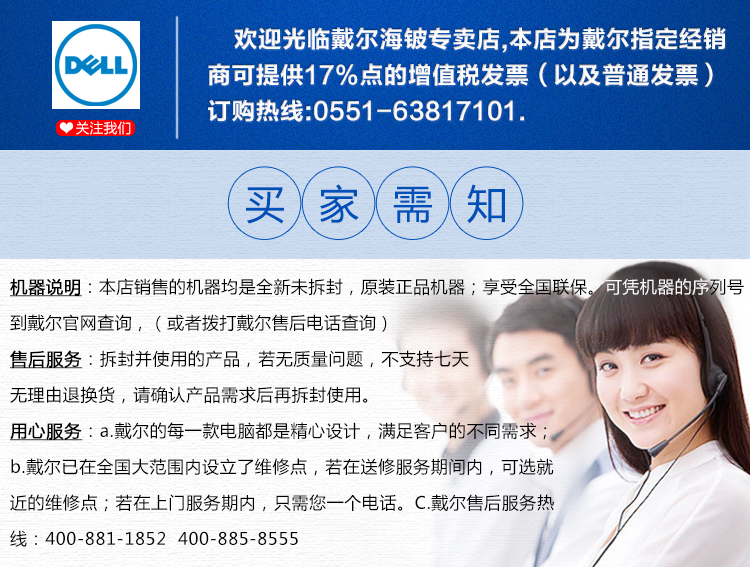 DELL
关注我们
欢迎光临戴尔海铍专卖店,本店为戴尔指定经销
商可提供17%点的增值税发票（以及普通发票）
订购热线:0551-63817101.
买家需知
机器说明：本店销售的机器均是全新未拆封，原装正品机器；享受全国联保。可凭机器的序列号
到戴尔官网查询，（或者拨打戴尔售后电话查询）
售后服务：拆封并使用的产品，若无质量问题，不支持七天
无理由退换货，请确认产品需求后再拆封使用。
用心服务：a.戴尔的每一款电脑都是精心设计，满足客户的不同需求；
b.戴尔已在全国大范围内设立了维修点，若在送修服务期间内，可选就
近的维修点；若在上门服务期内，只需您一个电话。C.戴尔售后服务热
线：400-881-1852 400-885-8555